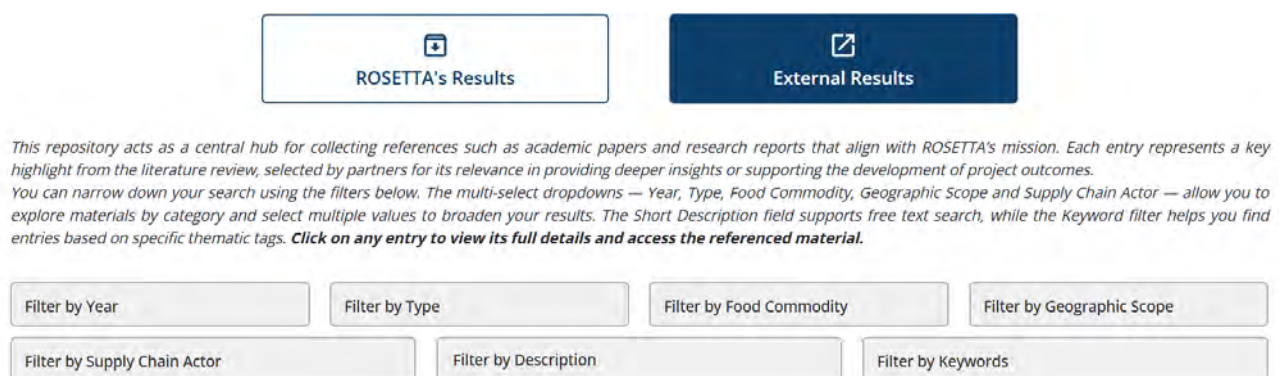 ROSETTA's Results
External Results
This repository acts as a central hub for collecting references such as academic papers and research reports that align with ROSETTA's mission. Each entry represents a key
highlight from the literature review, selected by partners for its relevance in providing deeper insights or supporting the development of project outcomes.
You can narrow down your search using the filters below. The multi-select dropdowns — Year, Type, Food Commodity, Geographic Scope and Supply Chain Actor — allow you to
explore materials by category and select multiple values to broaden your results. The Short Description field supports free text search, while the Keyword filter helps you find
entries based on specific thematic tags. Click on any entry to view its full details and access the referenced material.
Filter by Year
Filter by Type
Filter by Food Commodity
Filter by Geographic Scope
Filter by Supply Chain Actor
Filter by Description
Filter by Keywords